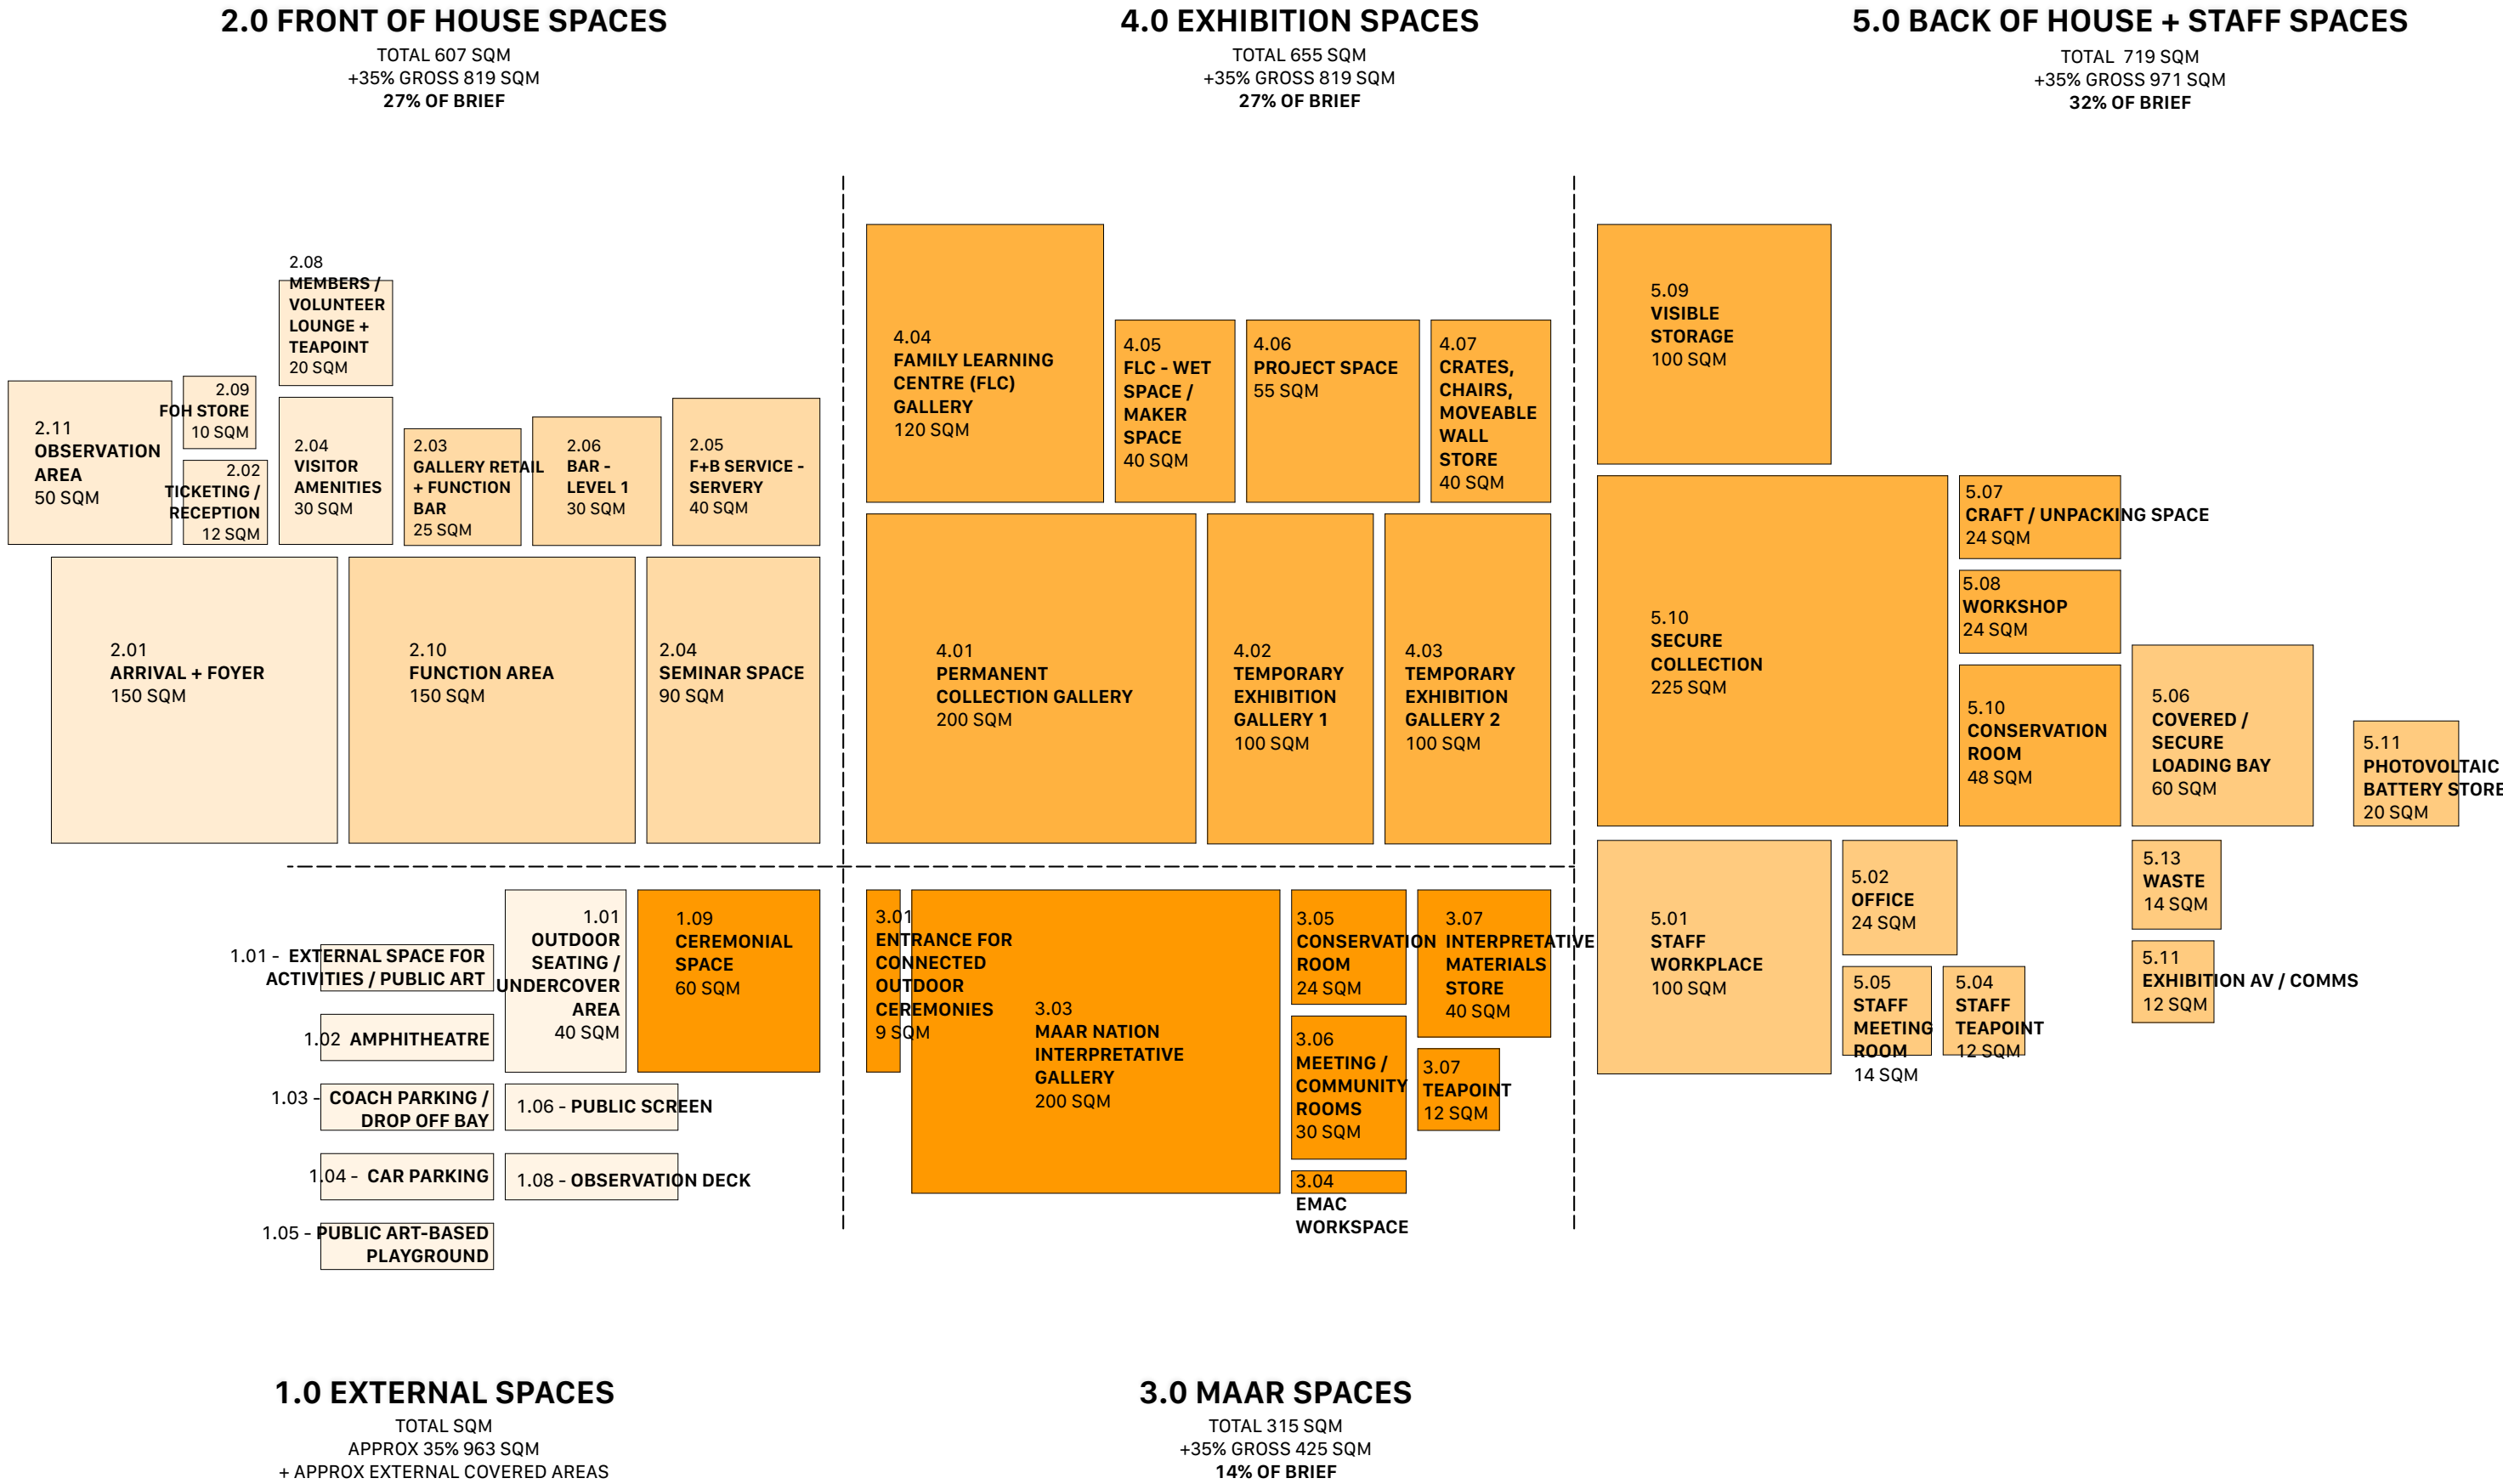 2.0 FRONT OF HOUSE SPACES
TOTAL 607 SQM
+35% GROSS 819 SQM
27% OF BRIEF
4.0 EXHIBITION SPACES
TOTAL 655 SQM
+35% GROSS 819 SQM
27% OF BRIEF
5.0 BACK OF HOUSE + STAFF SPACES
TOTAL 719 SQM
+35% GROSS 971 SQM
32% OF BRIEF
2.08
MEMBERS /
VOLUNTEER
LOUNGE +
TEAPOINT
20 SQM
2.11
OBSERVATION
AREA
50 SQM
2.09
FOH STORE
10 SQM
2.02
TICKETING /
RECEPTION
12 SQM
2.04
VISITOR
AMENITIES
30 SQM
2.03
GALLERY RETAIL
+ FUNCTION
BAR
25 SQM
2.06
BAR -
LEVEL 1
30 SQM
2.05
F+B SERVICE -
SERVERY
40 SQM
2.01
ARRIVAL + FOYER
150 SQM
2.10
FUNCTION AREA
150 SQM
2.04
SEMINAR SPACE
90 SQM
4.04
FAMILY LEARNING
CENTRE (FLC)
GALLERY
120 SQM
4.05
FLC - WET
SPACE /
MAKER
SPACE
40 SQM
4.06
PROJECT SPACE
55 SQM
4.07
CRATES,
CHAIRS,
MOVEABLE
WALL
STORE
40 SQM
4.01
PERMANENT
COLLECTION GALLERY
200 SQM
4.02
TEMPORARY
EXHIBITION
GALLERY 1
100 SQM
4.03
TEMPORARY
EXHIBITION
GALLERY 2
100 SQM
5.09
VISIBLE
STORAGE
100 SQM
5.10
SECURE
COLLECTION
225 SQM
5.07
CRAFT / UNPACKING SPACE
24 SQM
5.08
WORKSHOP
24 SQM
5.10
CONSERVATION
ROOM
48 SQM
5.06
COVERED /
SECURE
LOADING BAY
60 SQM
5.11
PHOTOVOLTAIC
BATTERY STORE
20 SQM
5.01
STAFF
WORKPLACE
100 SQM
5.02
OFFICE
24 SQM
5.05
STAFF
MEETING
ROOM
14 SQM
5.04
STAFF
TEAPOINT
12 SQM
5.13
WASTE
14 SQM
5.11
EXHIBITION AV / COMMS
12 SQM
1.01 - EXTERNAL SPACE FOR
ACTIVITIES / PUBLIC ART
1.02 AMPHITHEATRE
1.03 - COACH PARKING /
DROP OFF BAY
1.04 - CAR PARKING
1.05 - PUBLIC ART-BASED
PLAYGROUND
1.01
OUTDOOR
SEATING /
UNDERCOVER
AREA
40 SQM
1.09
CEREMONIAL
SPACE
60 SQM
1.06 - PUBLIC SCREEN
1.08 - OBSERVATION DECK
3.01
ENTRANCE FOR
CONNECTED
OUTDOOR
CEREMONIES
9 SQM
3.03
MAAR NATION
INTERPRETATIVE
GALLERY
200 SQM
3.05
CONSERVATION
ROOM
24 SQM
3.06
MEETING /
COMMUNITY
ROOMS
30 SQM
3.04
EMAC
WORKSPACE
3.07
INTERPRETATIVE
MATERIALS
STORE
40 SQM
3.07
TEAPOINT
12 SQM
1.0 EXTERNAL SPACES
TOTAL SQM
APPROX 35% 963 SQM
+ APPROX EXTERNAL COVERED AREAS
3.0 MAAR SPACES
TOTAL 315 SQM
+35% GROSS 425 SQM
14% OF BRIEF